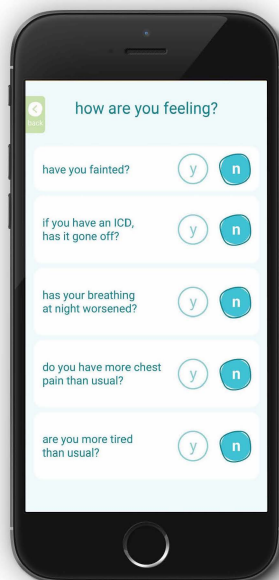 how are you feeling?
back
have you fainted?
y n
if you have an ICD,
has it gone off?
y n
has your breathing
at night worsened?
y n
do you have more chest
pain than usual?
y n
are you more tired
than usual?
y n